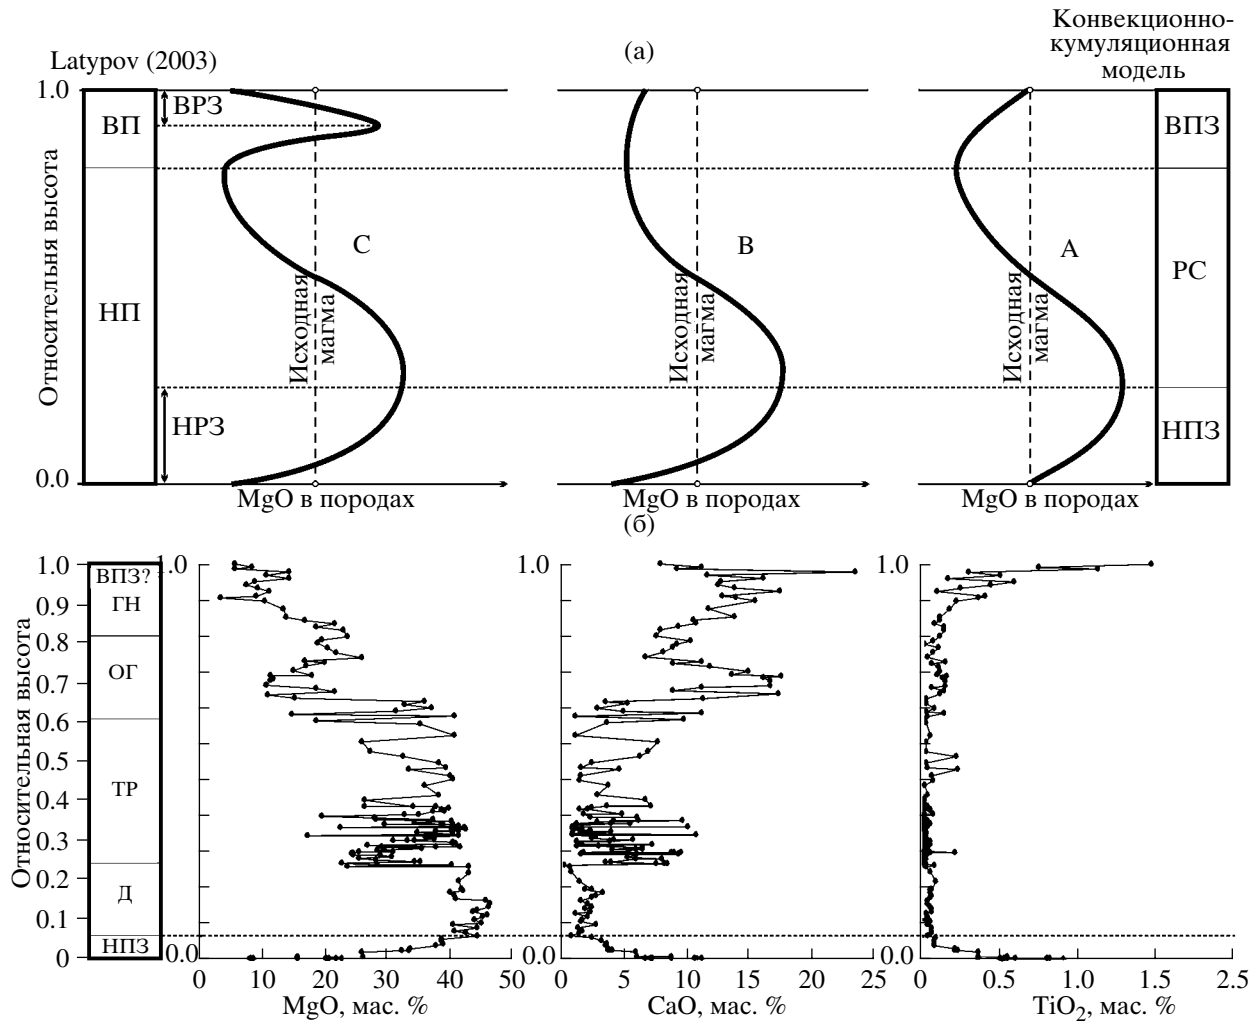 (а)
Latypov (2003)
Конвекционно-
кумуляционная
модель
1.0
ВП
НП
0.0
Относительня высота
ВРЗ
НРЗ
С
Исходная
магма
MgO в породах
В
Исходная
магма
MgO в породах
А
Исходная
магма
MgO в породах
ВПЗ
РС
НПЗ
(б)
Относительная высота
1.0
0.9
0.8
0.7
0.6
0.5
0.4
0.3
0.2
0.1
0
ВПЗ?
ГН
ОГ
ТР
Д
НПЗ
1.0
0.0
0 10 20 30 40 50
MgO, мас. %
1.0
0.0
0 5 10 15 20 25
CaO, мас. %
1.0
0.0
0 0.5 1.0 1.5 2.5
TiO2, мас. %